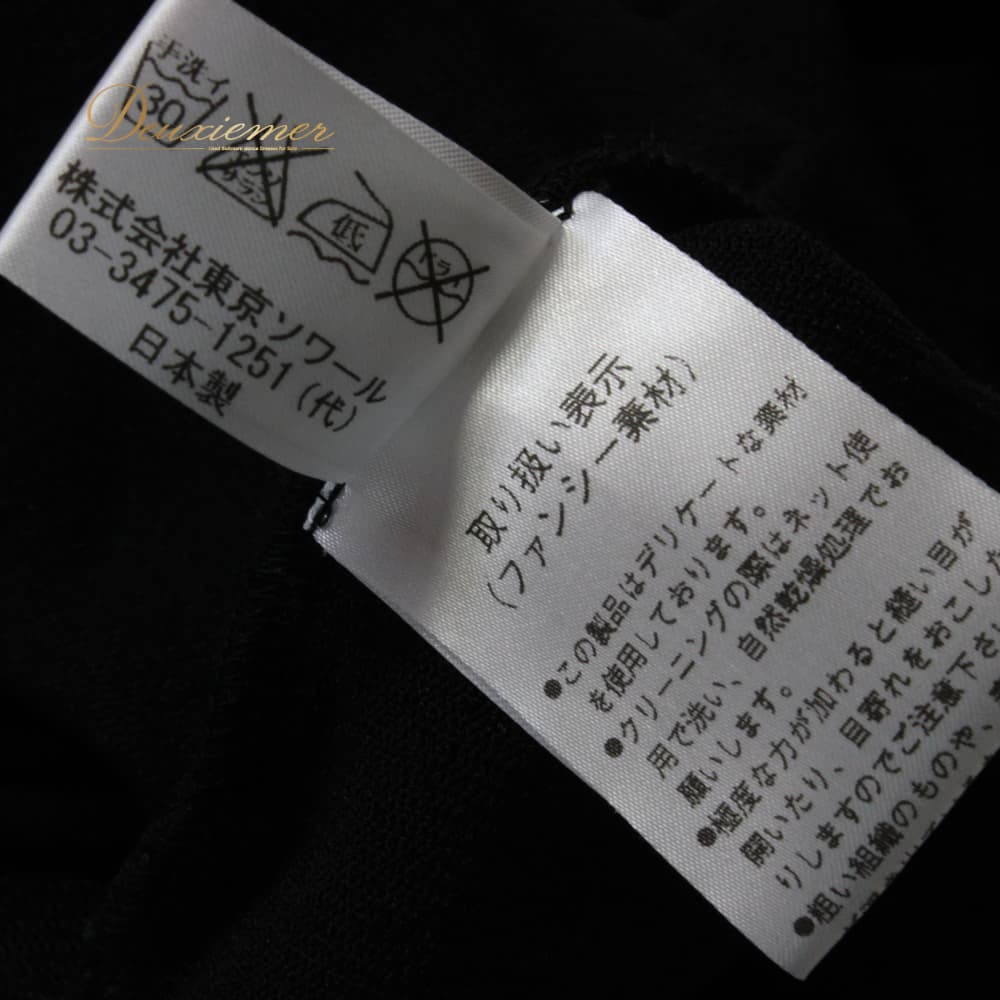 Deuxiemer
手洗イ
30
エンソ
サラシ
低
ドライ
株式会社東京ソワール
03-3475-1251(代)
日本製
取り扱い表示
(ファンシー素材)
●この製品はデリケートな素材
を使用しております。
●クリーニングの際はネット使
用で洗い、自然乾燥処理でお
願いします。
●極度な力が加わると縫い目が
開いたり、目寄れをおこした
りしますのでご注意下さ
●粗い組織のものや、